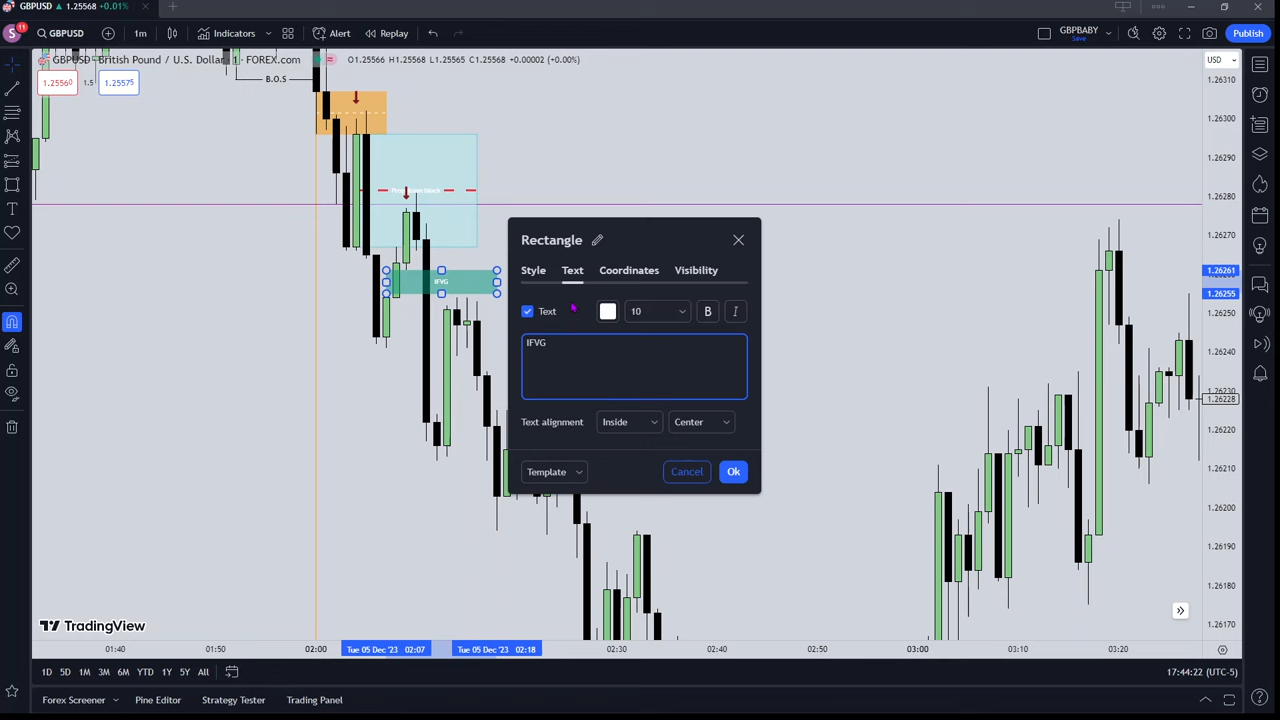 GBPUSD ▲ 1.25568 +0.01%
S 11 GBPUSD 1m Indicators Alert Replay GBPBABY Save Publish
GBPUSD British Pound / U.S. Dollar 1 · FOREX.com O1.25566 H1.25568 L1.25565 C1.25568 +0.00002 (+0.00%) USD
1.25560 1.5 25575
B.O.S
1.26310
1.26300
1.26290
1.26280
1.26261
1.26255
1.26250
1.26240
1.26230
1.26228
1.26220
1.26210
1.26200
1.26190
1.26180
1.26170
IFVG
Rectangle
Style Text Coordinates Visibility
Text 10 B I
IFVG
Text alignment Inside Center
Template Cancel Ok
TradingView
01:40 01:50 02:00 Tue 05 Dec '23 02:07 Tue 05 Dec '23 02:18 02:30 02:40 02:50 03:00 03:10 03:20
1D 5D 1M 3M 6M YTD 1Y 5Y All 17:44:22 (UTC-5)
Forex Screener Pine Editor Strategy Tester Trading Panel